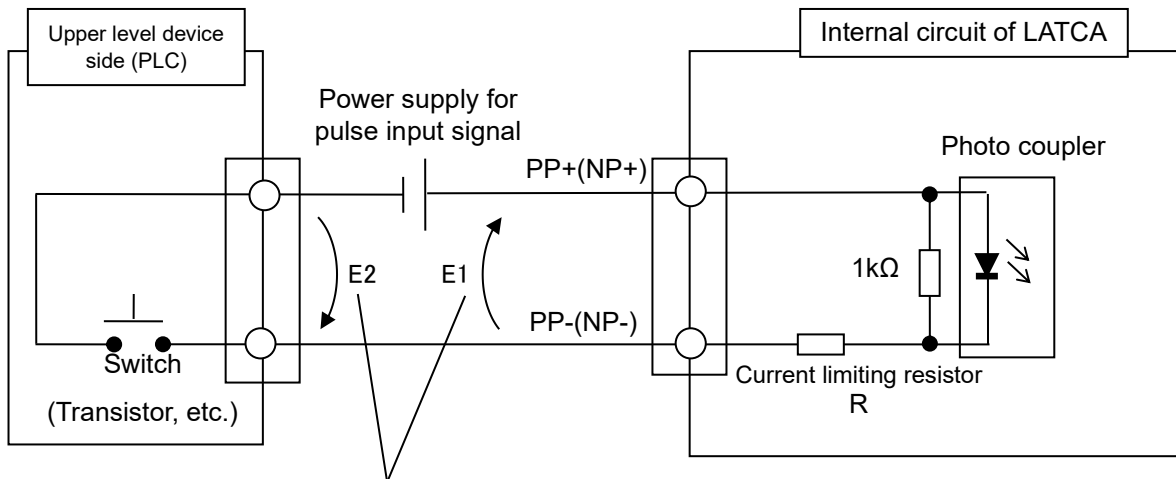 Upper level device
side (PLC)
Internal circuit of LATCA
Power supply for
pulse input signal
Photo coupler
PP+(NP+)
1kΩ
E2
E1
PP-(NP-)
Switch
Current limiting resistor
R
(Transistor, etc.)